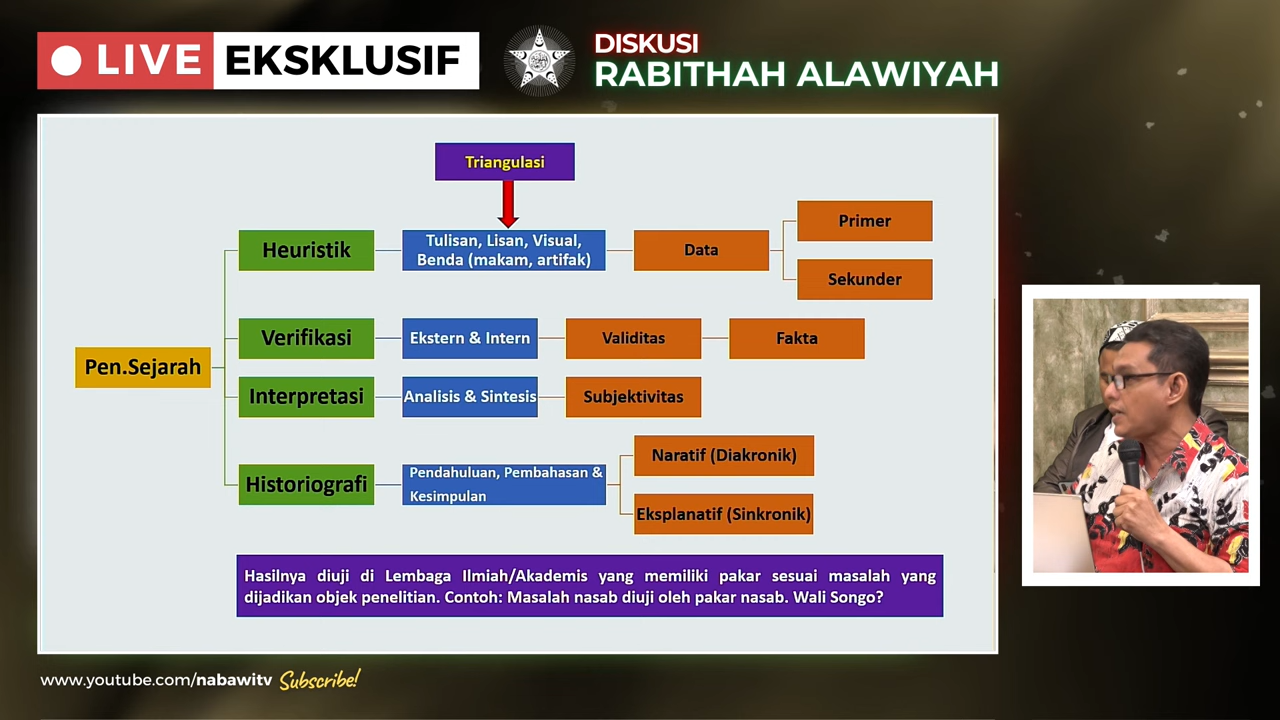 LIVE EKSKLUSIF
DISKUSI
RABITHAH ALAWIYAH
Triangulasi
Heuristik
Tulisan, Lisan, Visual,
Benda (makam, artifak)
Data
Primer
Sekunder
Verifikasi
Ekstern & Intern
Validitas
Fakta
Pen.Sejarah
Interpretasi
Analisis & Sintesis
Subjektivitas
Historiografi
Pendahuluan, Pembahasan &
Kesimpulan
Naratif (Diakronik)
Eksplanatif (Sinkronik)
Hasilnya diuji di Lembaga Ilmiah/Akademis yang memiliki pakar sesuai masalah yang
dijadikan objek penelitian. Contoh: Masalah nasab diuji oleh pakar nasab. Wali Songo?
www.youtube.com/nabawitv Subscribe!